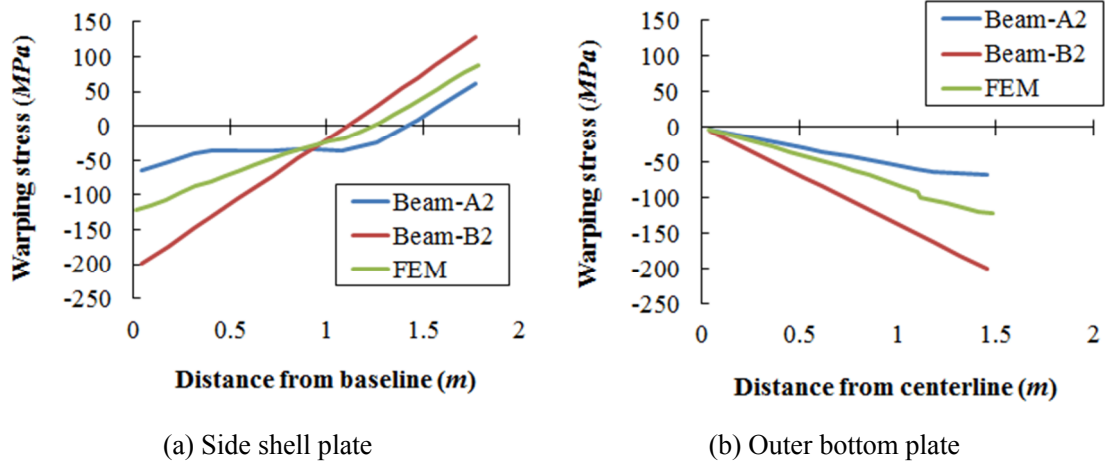 150
100
50
0
-50
-100
-150
-200
-250
Warping stress (MPa)
Beam-A2
Beam-B2
FEM
0 0.5 1 1.5 2
Distance from baseline (m)
(a) Side shell plate
150
100
50
0
-50
-100
-150
-200
-250
Warping stress (MPa)
Beam-A2
Beam-B2
FEM
0 0.5 1 1.5 2
Distance from centerline (m)
(b) Outer bottom plate